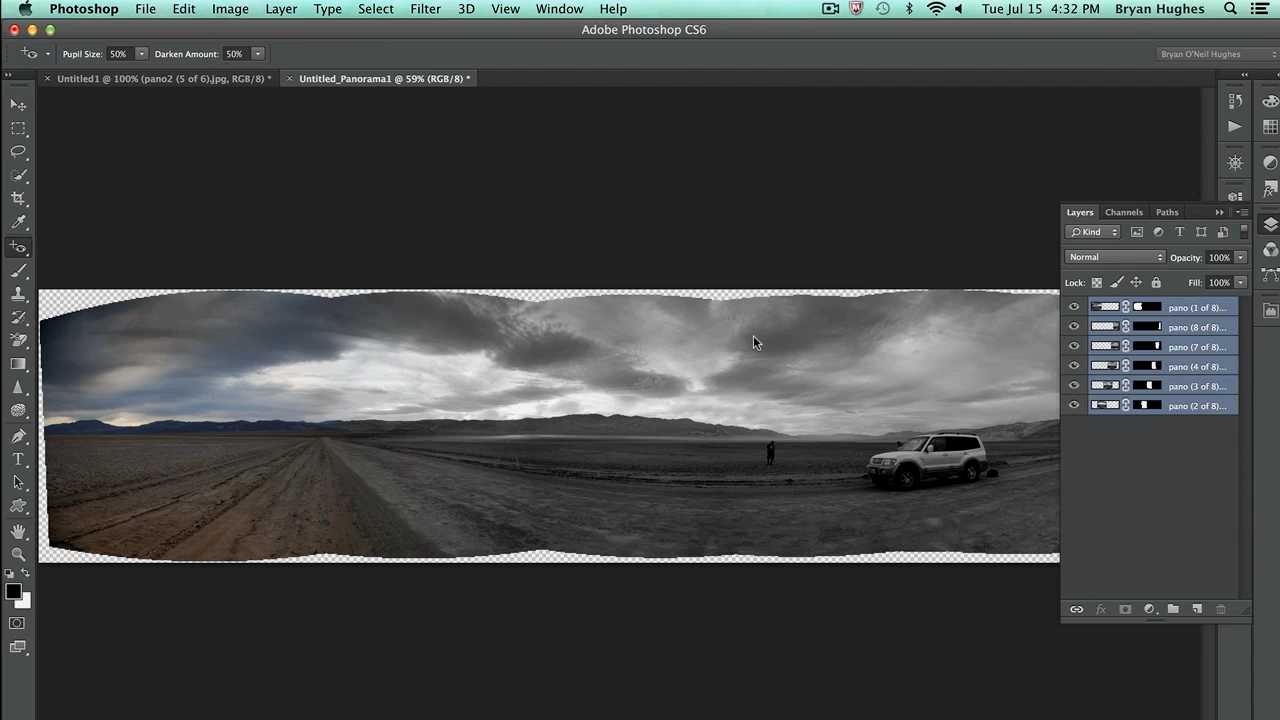 Photoshop File Edit Image Layer Type Select Filter 3D View Window Help Tue Jul 15 4:32 PM Bryan Hughes
Adobe Photoshop CS6
Pupil Size: 50% Darken Amount: 50% Bryan O'Neil Hughes
Untitled1 @ 100% (pano2 (5 of 6).jpg, RGB/8) * Untitled_Panorama1 @ 59% (RGB/8) *
Layers Channels Paths
Kind
Normal Opacity: 100%
Lock: Fill: 100%
pano (1 of 8)...
pano (8 of 8)...
pano (7 of 8)...
pano (4 of 8)...
pano (3 of 8)...
pano (2 of 8)...